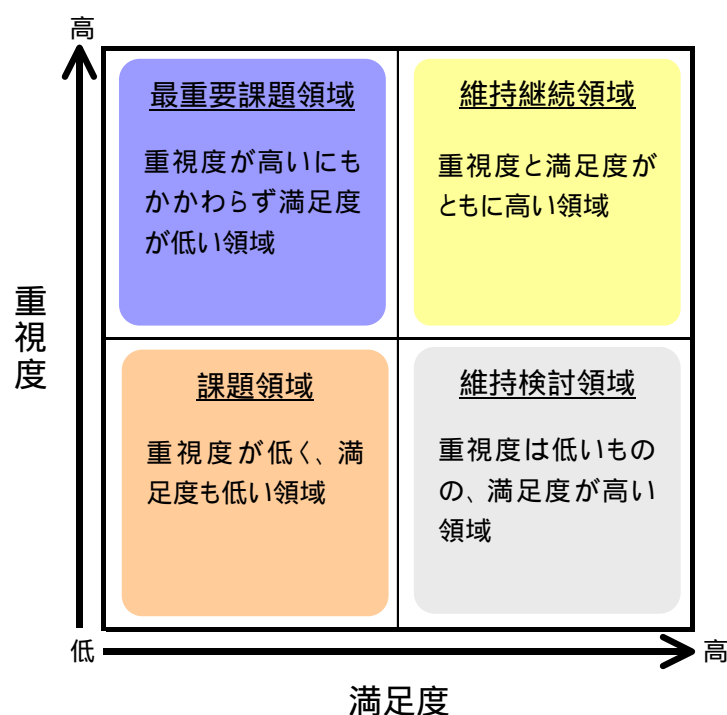 高
最重要課題領域
重視度が高いにも
かかわらず満足度
が低い領域
維持継続領域
重視度と満足度が
ともに高い領域
重視度
課題領域
重視度が低く、満
足度も低い領域
維持検討領域
重視度は低いもの
の、満足度が高い
領域
低
高
満足度